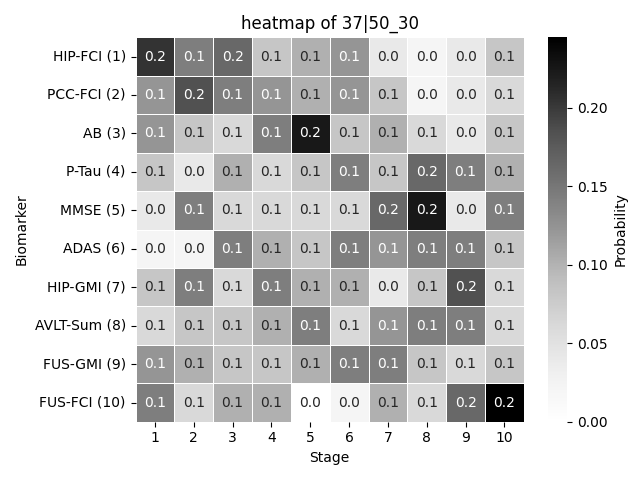 heatmap of 37|50_30
HIP-FCI (1) 0.2 0.1 0.2 0.1 0.1 0.1 0.0 0.0 0.0 0.1
PCC-FCI (2) 0.1 0.2 0.1 0.1 0.1 0.1 0.1 0.0 0.0 0.1
AB (3) 0.1 0.1 0.1 0.1 0.2 0.1 0.1 0.1 0.0 0.1
P-Tau (4) 0.1 0.0 0.1 0.1 0.1 0.1 0.1 0.2 0.1 0.1
MMSE (5) 0.0 0.1 0.1 0.1 0.1 0.1 0.2 0.2 0.0 0.1
ADAS (6) 0.0 0.0 0.1 0.1 0.1 0.1 0.1 0.1 0.1 0.1
HIP-GMI (7) 0.1 0.1 0.1 0.1 0.1 0.1 0.0 0.1 0.2 0.1
AVLT-Sum (8) 0.1 0.1 0.1 0.1 0.1 0.1 0.1 0.1 0.1 0.1
FUS-GMI (9) 0.1 0.1 0.1 0.1 0.1 0.1 0.1 0.1 0.1 0.1
FUS-FCI (10) 0.1 0.1 0.1 0.1 0.0 0.0 0.1 0.1 0.2 0.2
1 2 3 4 5 6 7 8 9 10
Stage
Biomarker
0.20
0.15
0.10
0.05
0.00
Probability